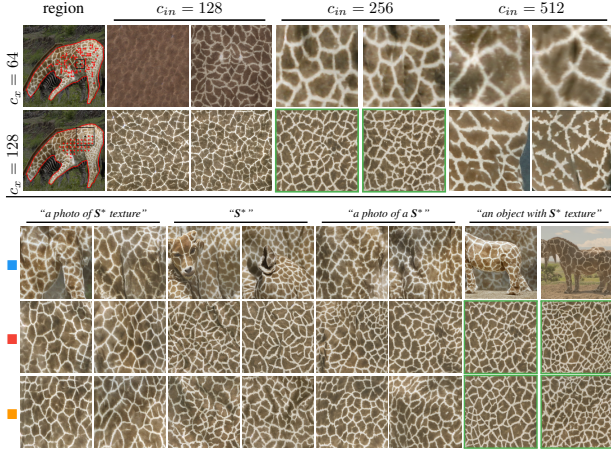 region
c_in = 128
c_in = 256
c_in = 512
c_x = 64
c_x = 128
“a photo of S* texture”
“S*”
“a photo of a S*”
“an object with S* texture”